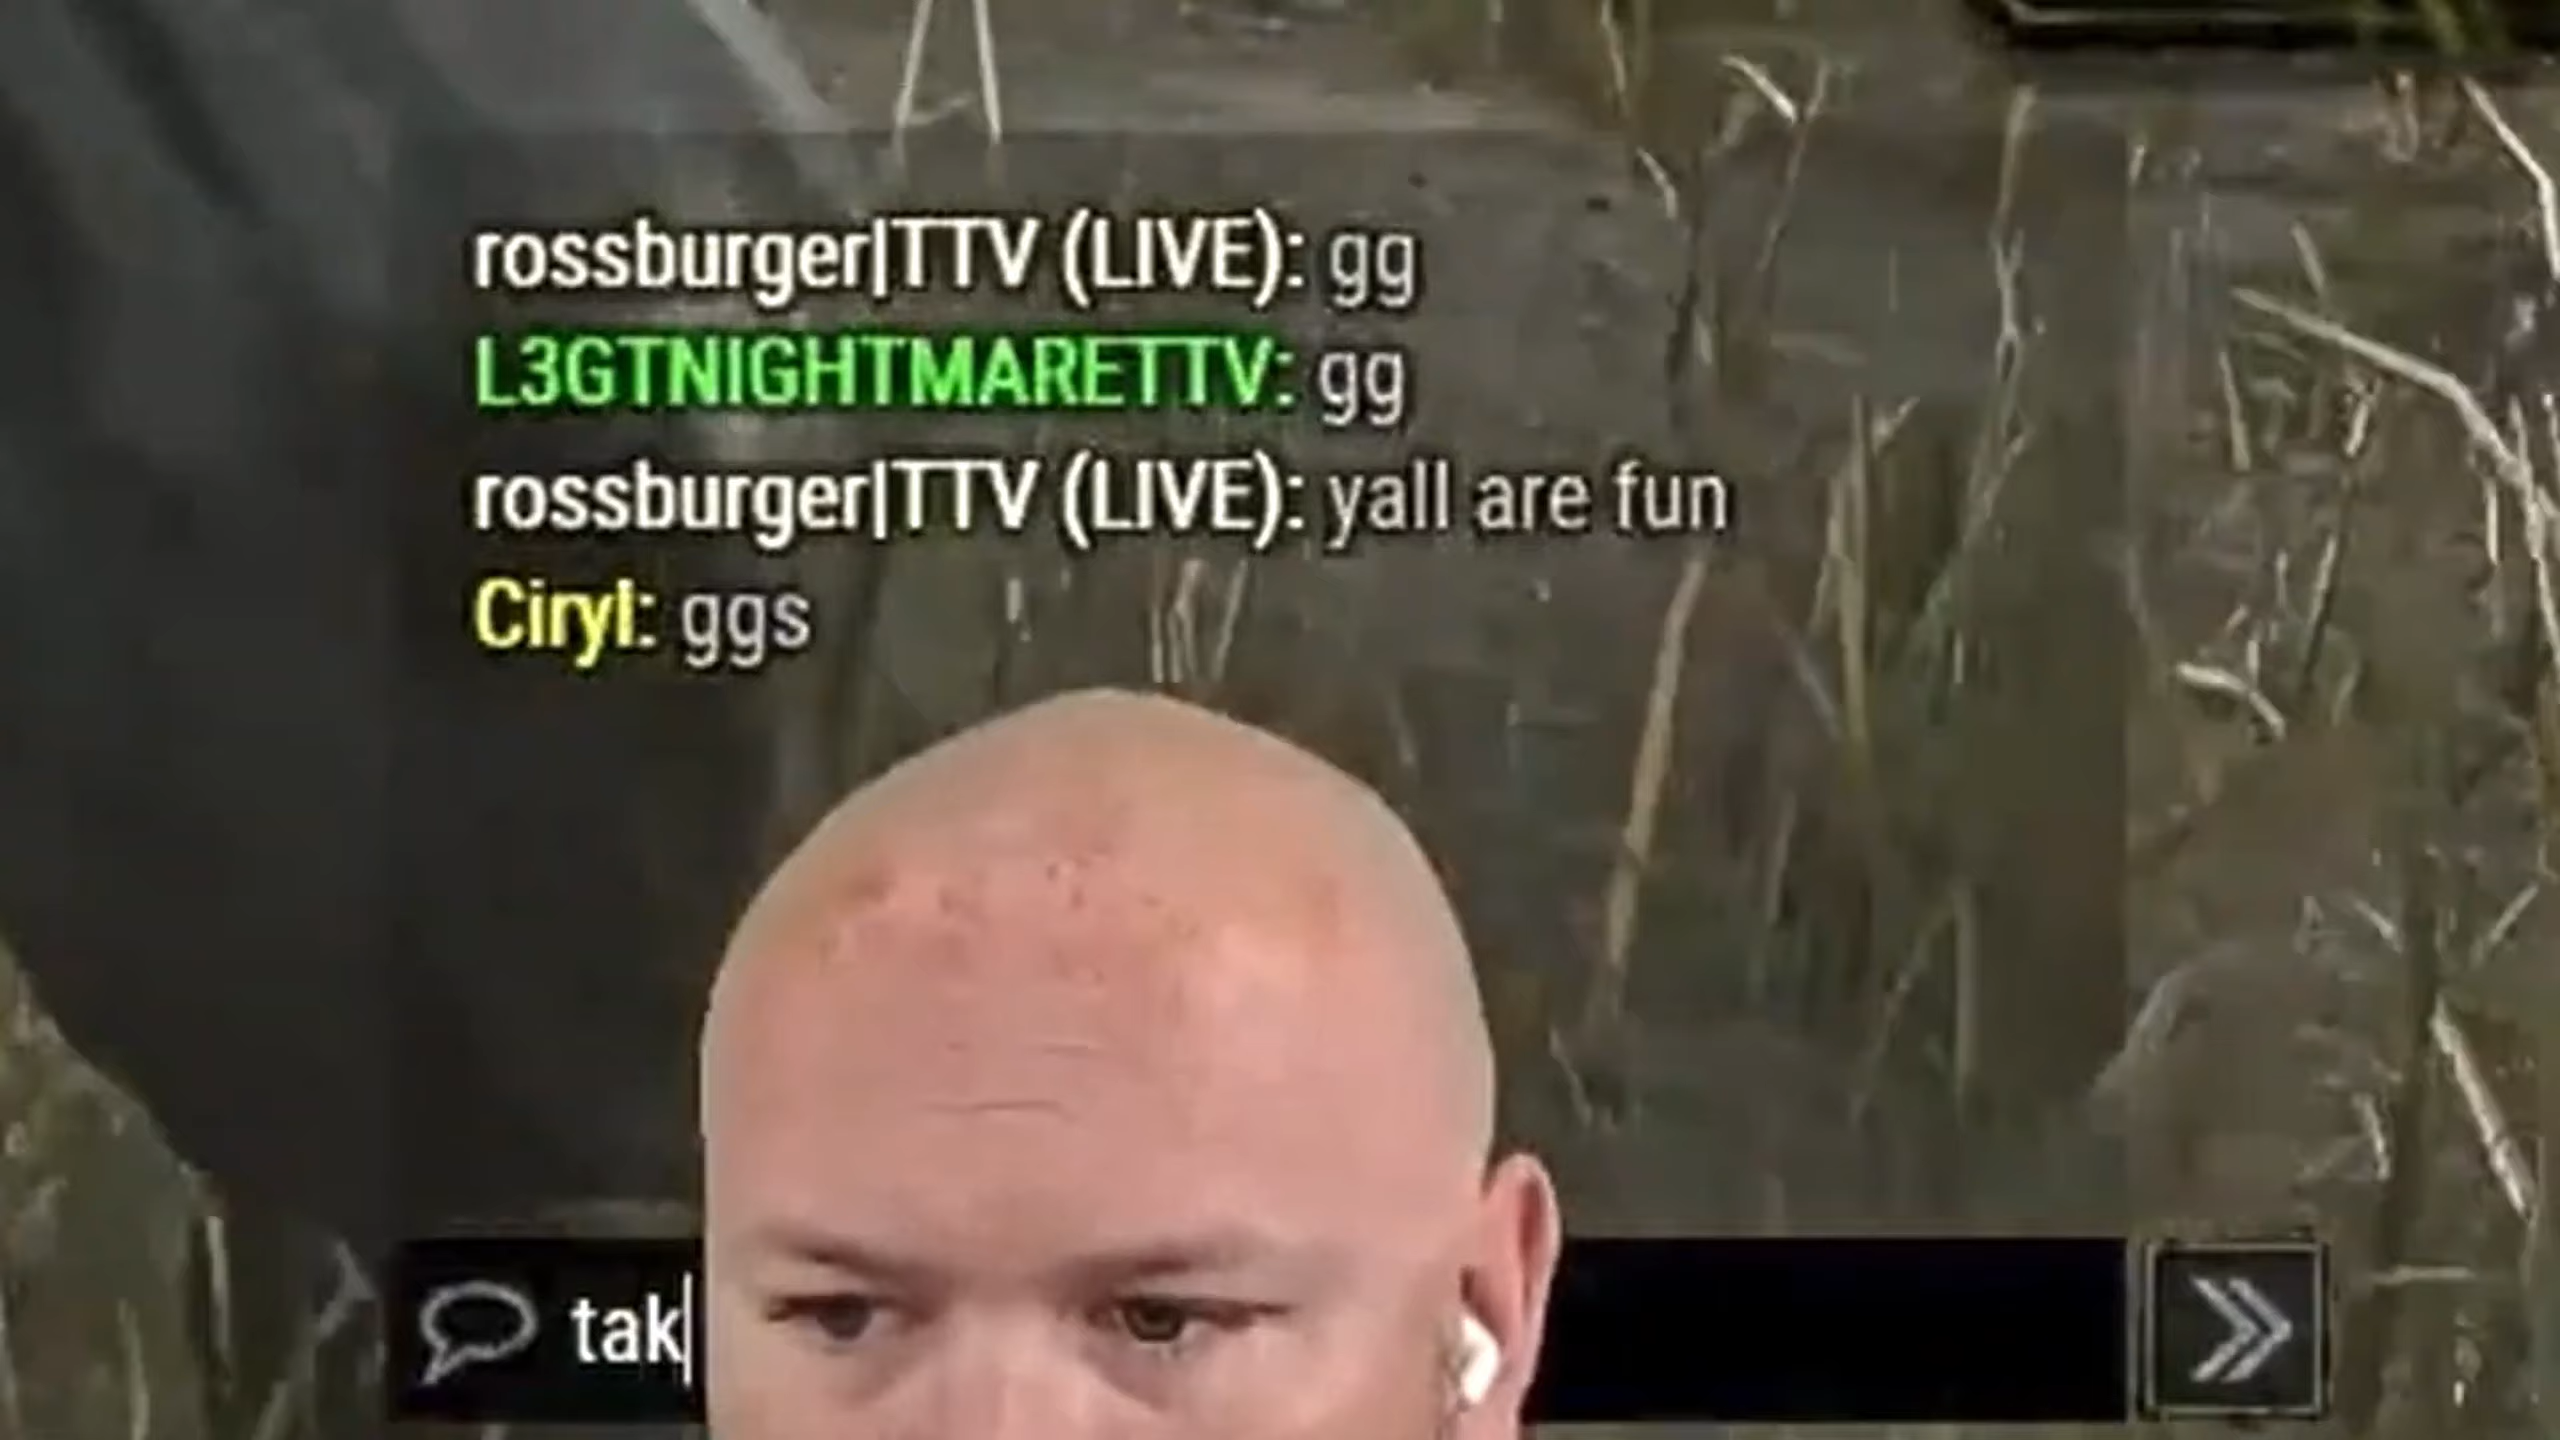 rossburger|TTV (LIVE): gg
L3GTNIGHTMARETTV: gg
rossburger|TTV (LIVE): yall are fun
Ciryl: ggs
tak